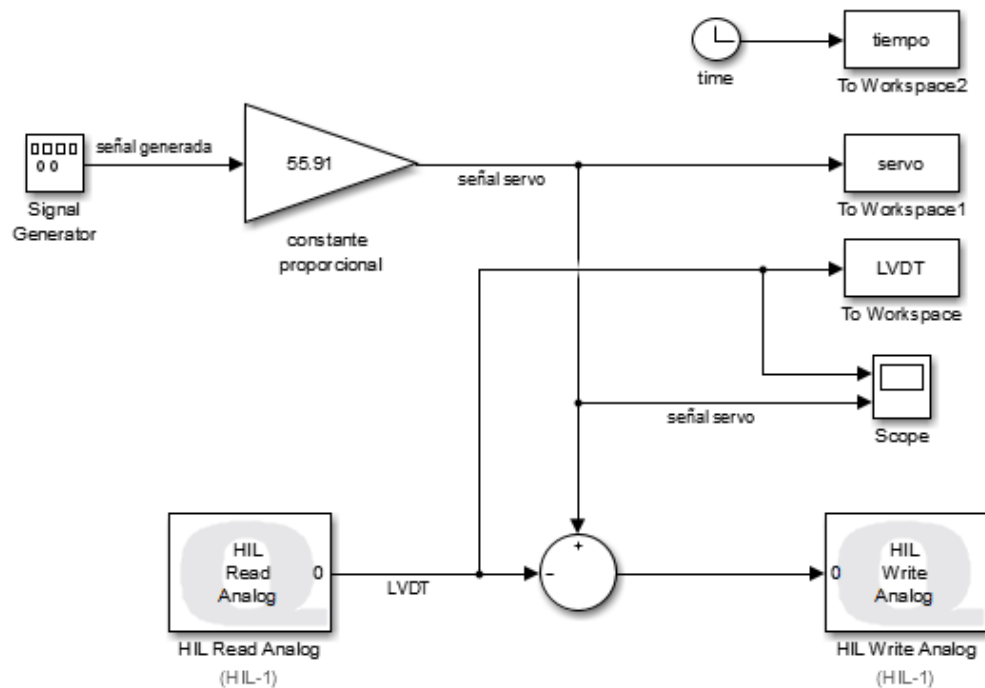 tiempo
time
To Workspace2
señal generada
55.91
señal servo
servo
Signal
Generator
To Workspace1
constante
proporcional
LVDT
To Workspace
señal servo
Scope
HIL
Read
Analog
0
LVDT
-
+
0
HIL
Write
Analog
HIL Read Analog
(HIL-1)
HIL Write Analog
(HIL-1)